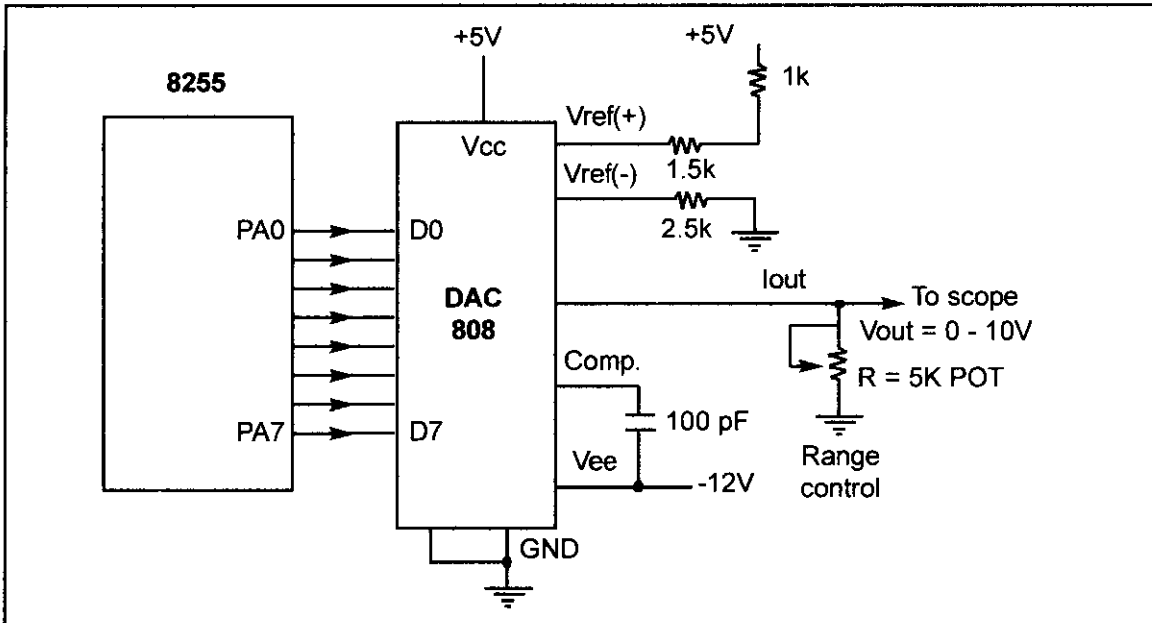 +5V
+5V
8255
1k
Vref(+)
Vcc
1.5k
Vref(-)
2.5k
PA0
D0
Iout
DAC
808
To scope
Vout = 0 - 10V
Comp.
R = 5K POT
100 pF
PA7
D7
Vee
Range
control
-12V
GND